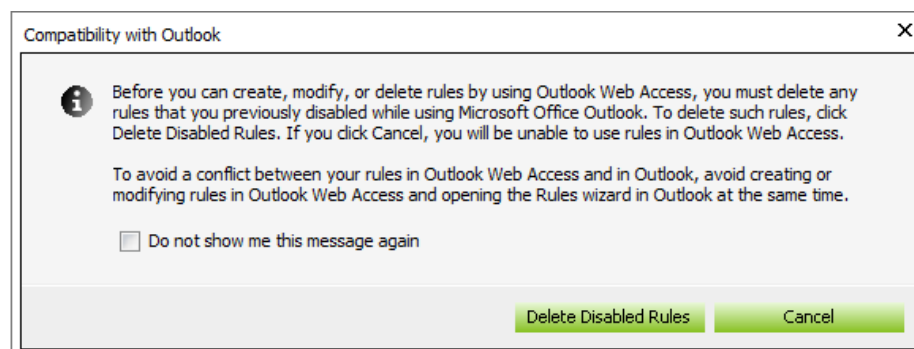 Compatibility with Outlook
Before you can create, modify, or delete rules by using Outlook Web Access, you must delete any
rules that you previously disabled while using Microsoft Office Outlook. To delete such rules, click
Delete Disabled Rules. If you click Cancel, you will be unable to use rules in Outlook Web Access.
To avoid a conflict between your rules in Outlook Web Access and in Outlook, avoid creating or
modifying rules in Outlook Web Access and opening the Rules wizard in Outlook at the same time.
Do not show me this message again
Delete Disabled Rules Cancel